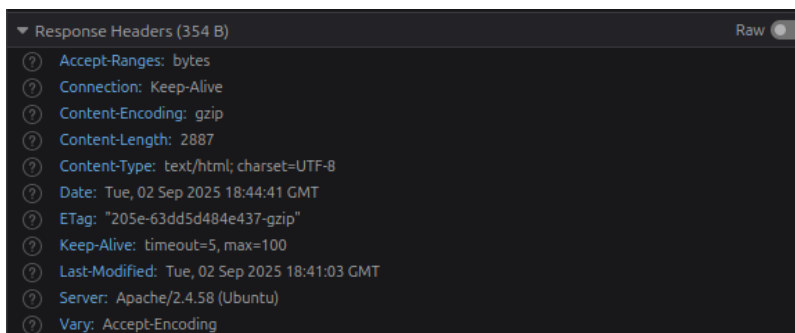 Response Headers (354 B) Raw
Accept-Ranges: bytes
Connection: Keep-Alive
Content-Encoding: gzip
Content-Length: 2887
Content-Type: text/html; charset=UTF-8
Date: Tue, 02 Sep 2025 18:44:41 GMT
ETag: "205e-63dd5d484e437-gzip"
Keep-Alive: timeout=5, max=100
Last-Modified: Tue, 02 Sep 2025 18:41:03 GMT
Server: Apache/2.4.58 (Ubuntu)
Vary: Accept-Encoding